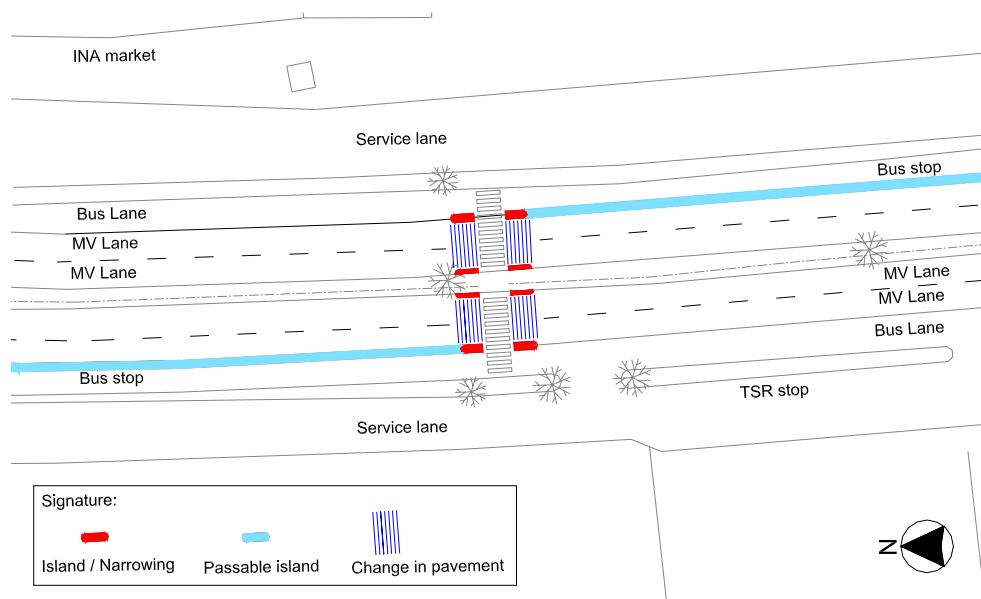 INA market
Service lane
Bus stop
Bus Lane
MV Lane
MV Lane
MV Lane
MV Lane
Bus Lane
Bus stop
TSR stop
Service lane
Signature:
Island / Narrowing
Passable island
Change in pavement
N